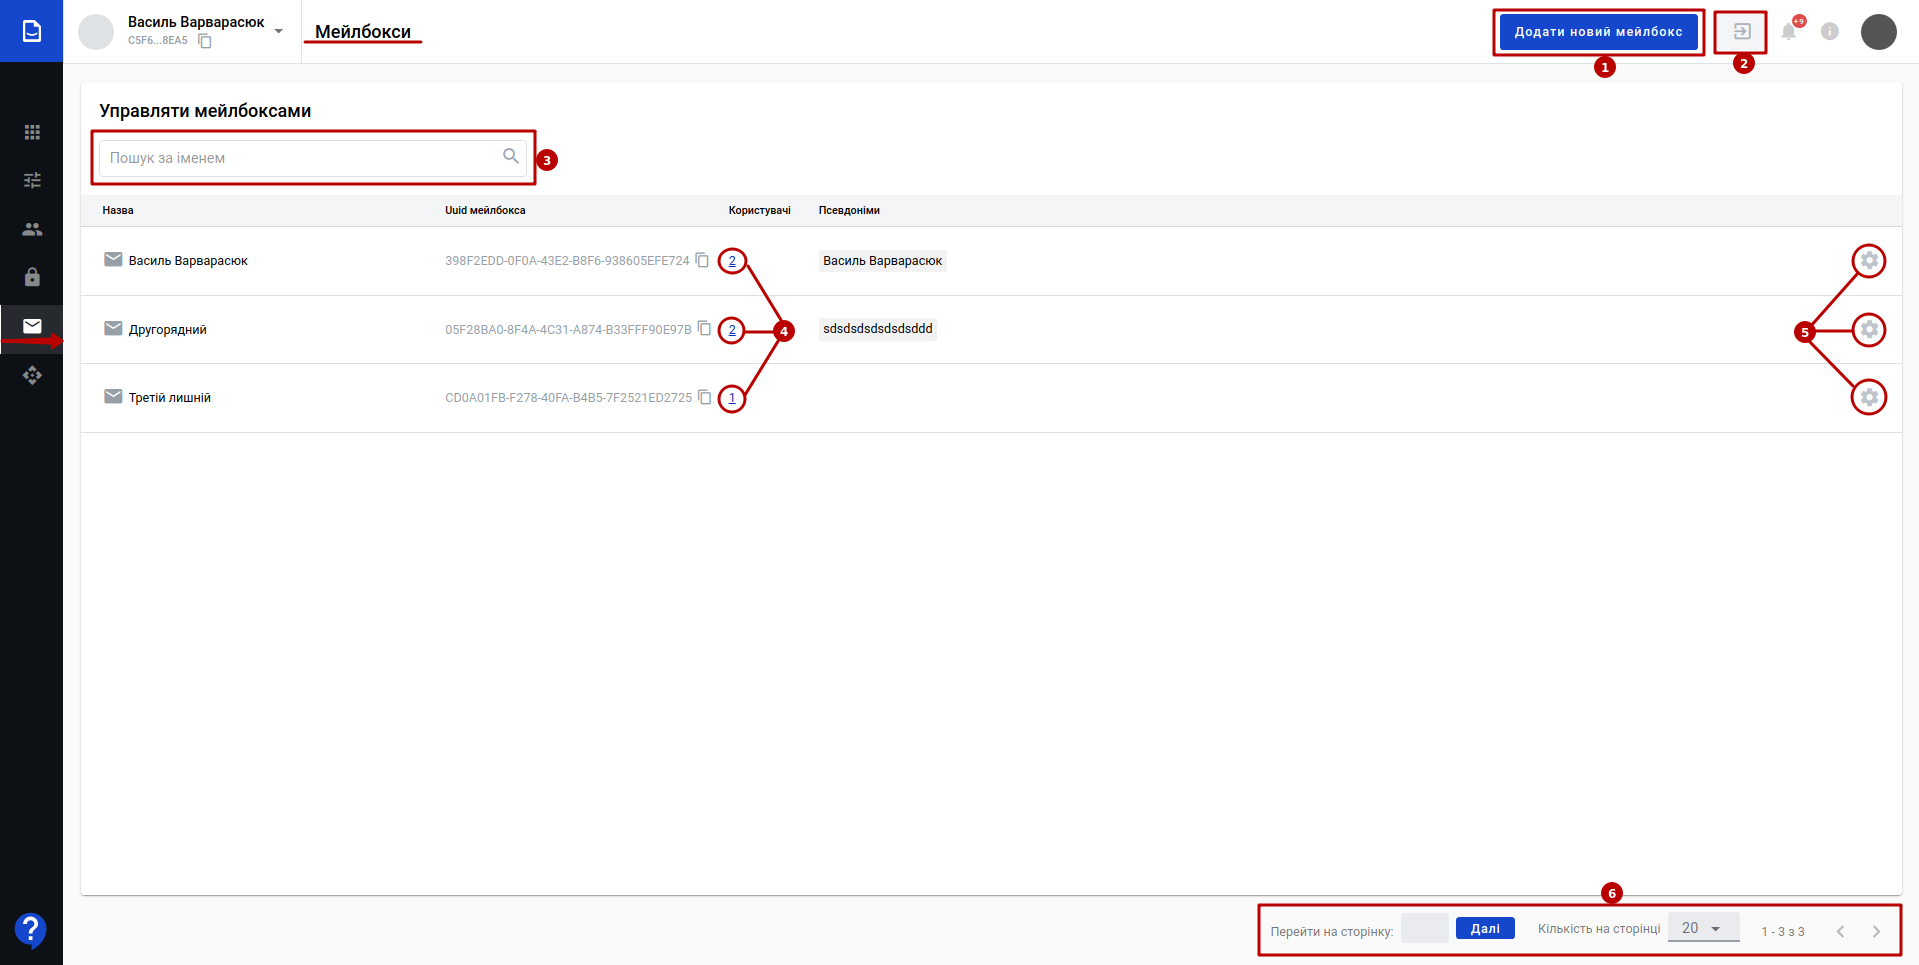 Василь Варварасюк
C5F6...8EA5
Мейлбокси
Додати новий мейлбокс
+9
1
2
Управляти мейлбоксами
Пошук за іменем
3
Назва Uuid мейлбокса Користувачі Псевдоніми
Василь Варварасюк 398F2EDD-0F0A-43E2-B8F6-938605EFE724 2 Василь Варварасюк
Другорядний 05F28BA0-8F4A-4C31-A874-B33FFF90E97B 2 4 sdsdsdsdsdsdsddd 5
Третій лишній CD0A01FB-F278-40FA-B4B5-7F2521ED2725 1
6
Перейти на сторінку: Далі Кількість на сторінці 20 1 - 3 з 3
?